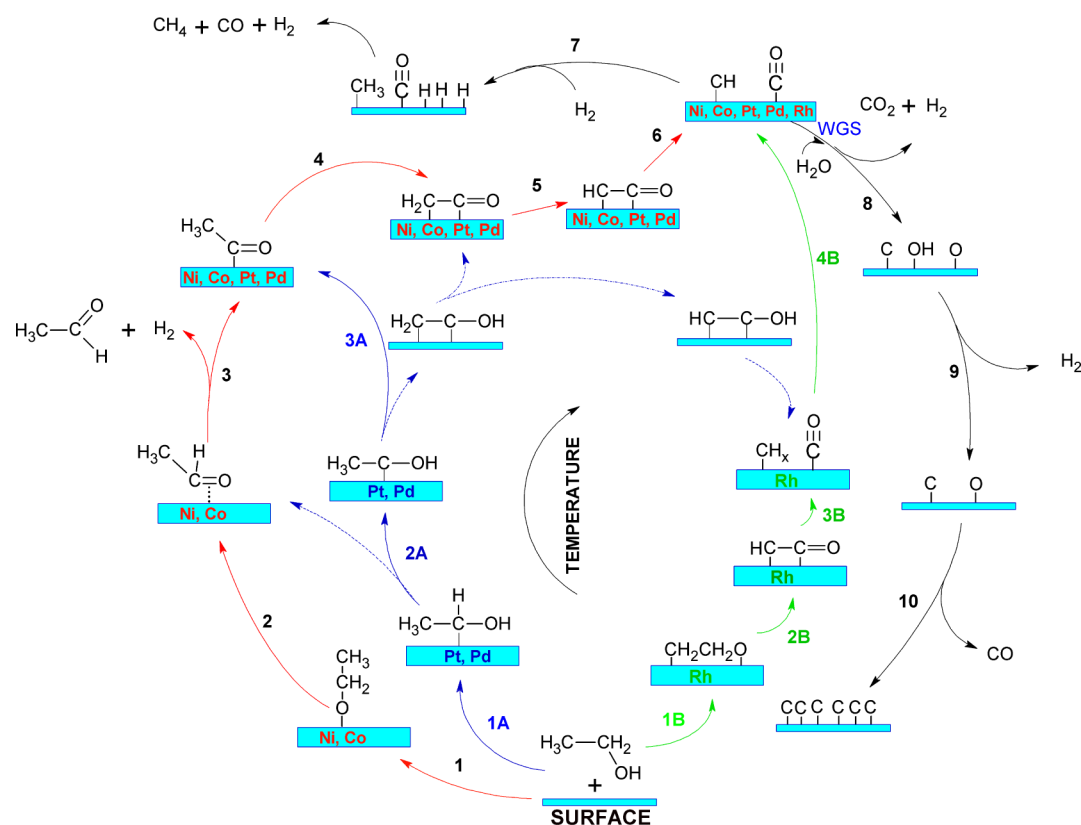 CH4 + CO + H2
7
O
C
CH3
H H H
H2
O
CH C
Ni, Co, Pt, Pd, Rh
CO2 + H2
WGS
H2O
6
8
4
H2C C O
Ni, Co, Pt, Pd
5
HC C O
Ni, Co, Pt, Pd
H3C
C O
Ni, Co, Pt, Pd
4B
C OH O
H3C C O
H
+ H2
3
3A
H2C C OH
HC C OH
9
H2
H3C H
C O
Ni, Co
H3C C OH
Pt, Pd
TEMPERATURE
O
CHx C
Rh
C O
2A
3B
HC C O
Rh
2
H
H3C C OH
Pt, Pd
2B
10
CO
CH3
CH2
O
Ni, Co
CH2CH2O
Rh
CCC CCC
1A
1B
H3C CH2
OH
1
+
SURFACE